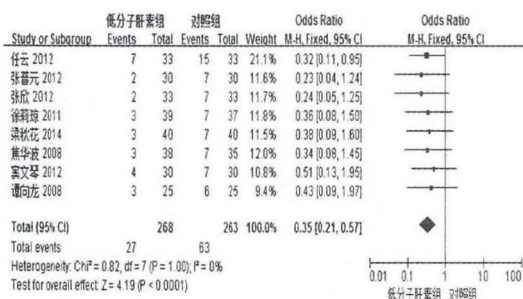 低分子肝素组 对照组 Odds Ratio Odds Ratio
Study or Subgroup Events Total Events Total Weight M-H, Fixed, 95% CI M-H, Fixed, 95% CI
任云 2012 7 33 15 33 21.1% 0.32 [0.11, 0.95]
张晋元 2012 2 30 7 30 11.6% 0.23 [0.04, 1.24]
张欣 2012 2 33 7 33 11.7% 0.24 [0.05, 1.25]
徐莉琼 2011 3 39 7 37 11.8% 0.36 [0.08, 1.50]
梁秋花 2014 3 40 7 40 11.5% 0.38 [0.09, 1.60]
焦华波 2008 3 38 7 35 12.0% 0.34 [0.08, 1.45]
窦文琴 2012 4 30 7 30 10.8% 0.51 [0.13, 1.95]
谭向龙 2008 3 25 6 25 9.4% 0.43 [0.09, 1.97]
Total (95% CI) 268 263 100.0% 0.35 [0.21, 0.57]
Total events 27 63
Heterogeneity: Chi² = 0.82, df = 7 (P = 1.00); I² = 0%
Test for overall effect: Z = 4.19 (P < 0.0001)
0.01 0.1 1 10 100
低分子肝素组 对照组